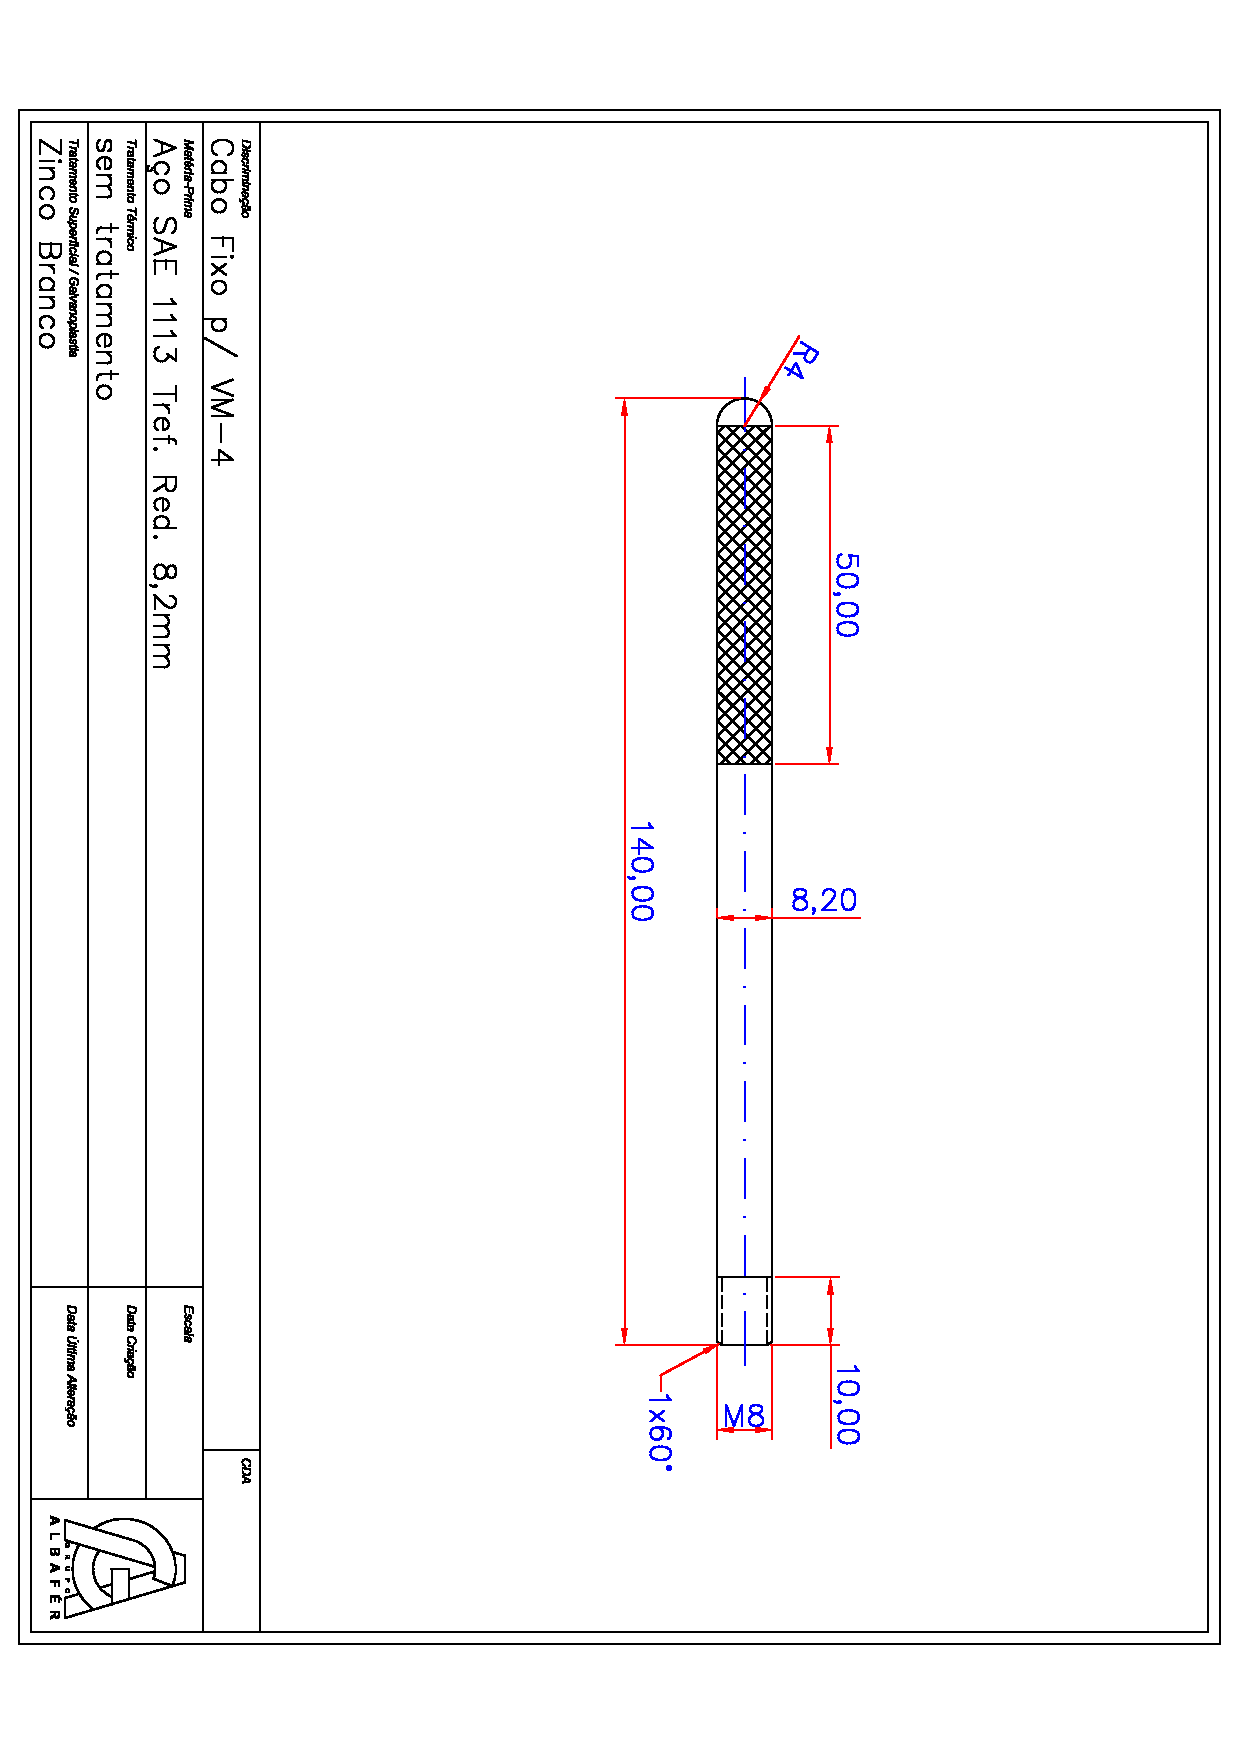 R4
50,00
140,00
8,20
10,00
M8
1x60°
Discriminação
CDA
Cabo Fixo p/ VM-4
Matéria-Prima
Escala
Aço SAE 1113 Tref. Red. 8,2mm
Tratamento Térmico
Data Criação
sem tratamento
Tratamento Superficial / Galvanoplastia
Data Última Alteração
Zinco Branco
GRUPO
ALBAFÉR